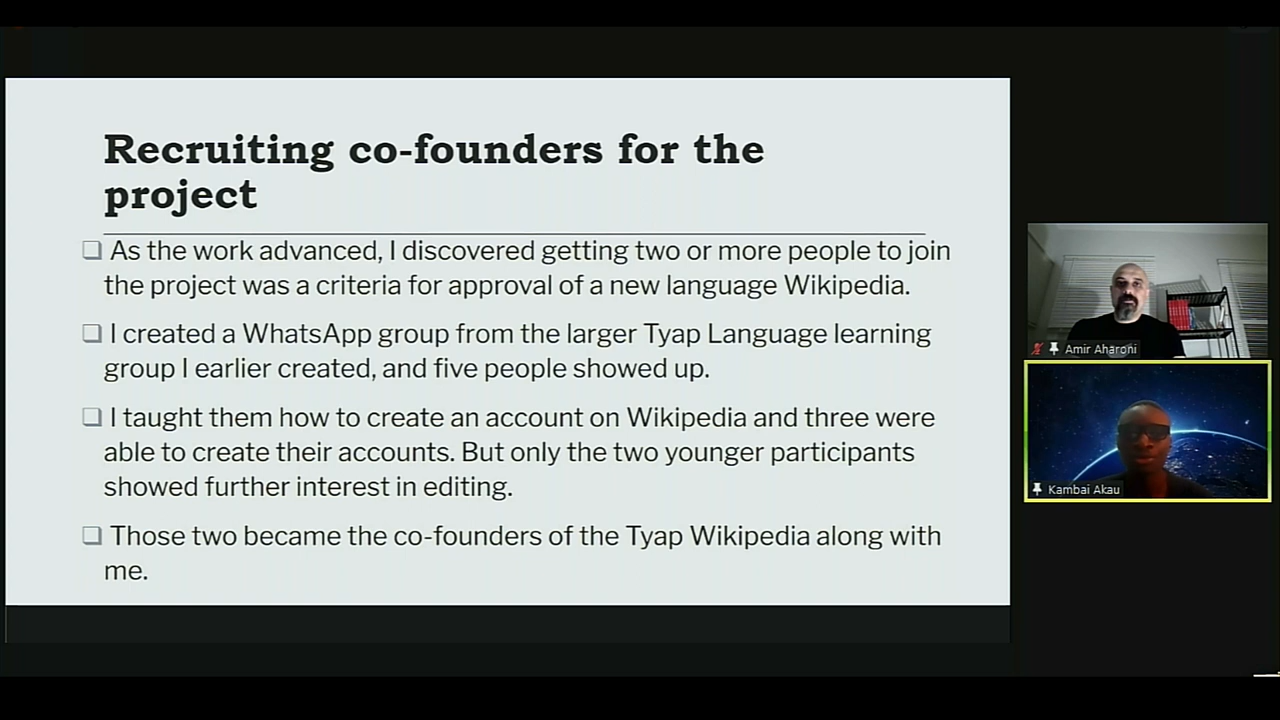 Recruiting co-founders for the
project
❑ As the work advanced, I discovered getting two or more people to join
the project was a criteria for approval of a new language Wikipedia.
❑ I created a WhatsApp group from the larger Tyap Language learning
group I earlier created, and five people showed up.
❑ I taught them how to create an account on Wikipedia and three were
able to create their accounts. But only the two younger participants
showed further interest in editing.
❑ Those two became the co-founders of the Tyap Wikipedia along with
me.
Amir Aharoni
Kambai Akau